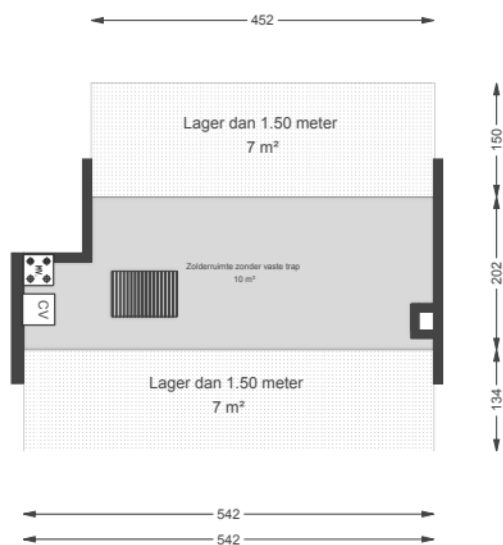 452
Lager dan 1.50 meter
7 m²
150
Zolderruimte zonder vaste trap
10 m²
202
MV
CV
Lager dan 1.50 meter
7 m²
134
542
542